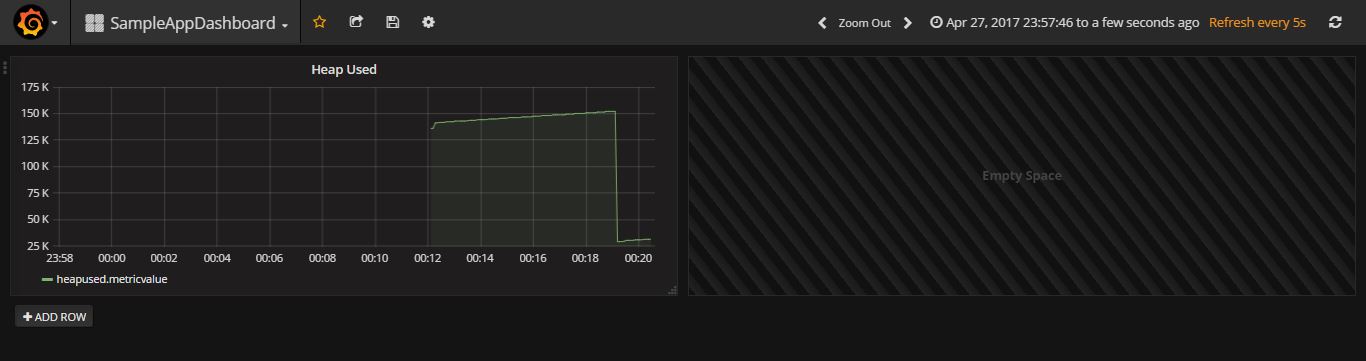 SampleAppDashboard
Zoom Out
Apr 27, 2017 23:57:46 to a few seconds ago
Refresh every 5s
Heap Used
175 K
150 K
125 K
100 K
75 K
50 K
25 K
23:58 00:00 00:02 00:04 00:06 00:08 00:10 00:12 00:14 00:16 00:18 00:20
heapused.metricvalue
Empty Space
ADD ROW